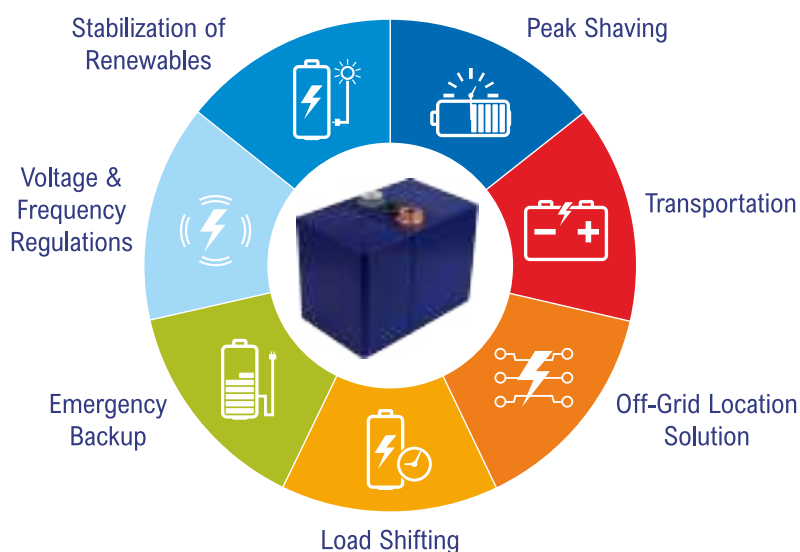 Stabilization of
Renewables
Peak Shaving
Transportation
Off-Grid Location
Solution
Load Shifting
Emergency
Backup
Voltage &
Frequency
Regulations